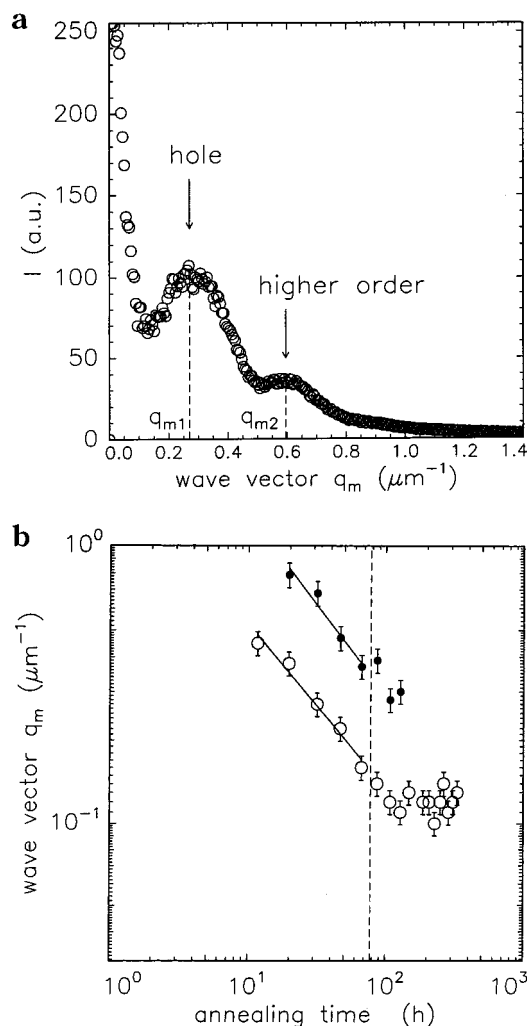 a
250
200
150
100
50
0
I (a.u.)
hole
higher order
q_m1
q_m2
0.0 0.2 0.4 0.6 0.8 1.0 1.2 1.4
wave vector q_m (μm⁻¹)
b
10⁰
10⁻¹
wave vector q_m (μm⁻¹)
10⁰ 10¹ 10² 10³
annealing time (h)